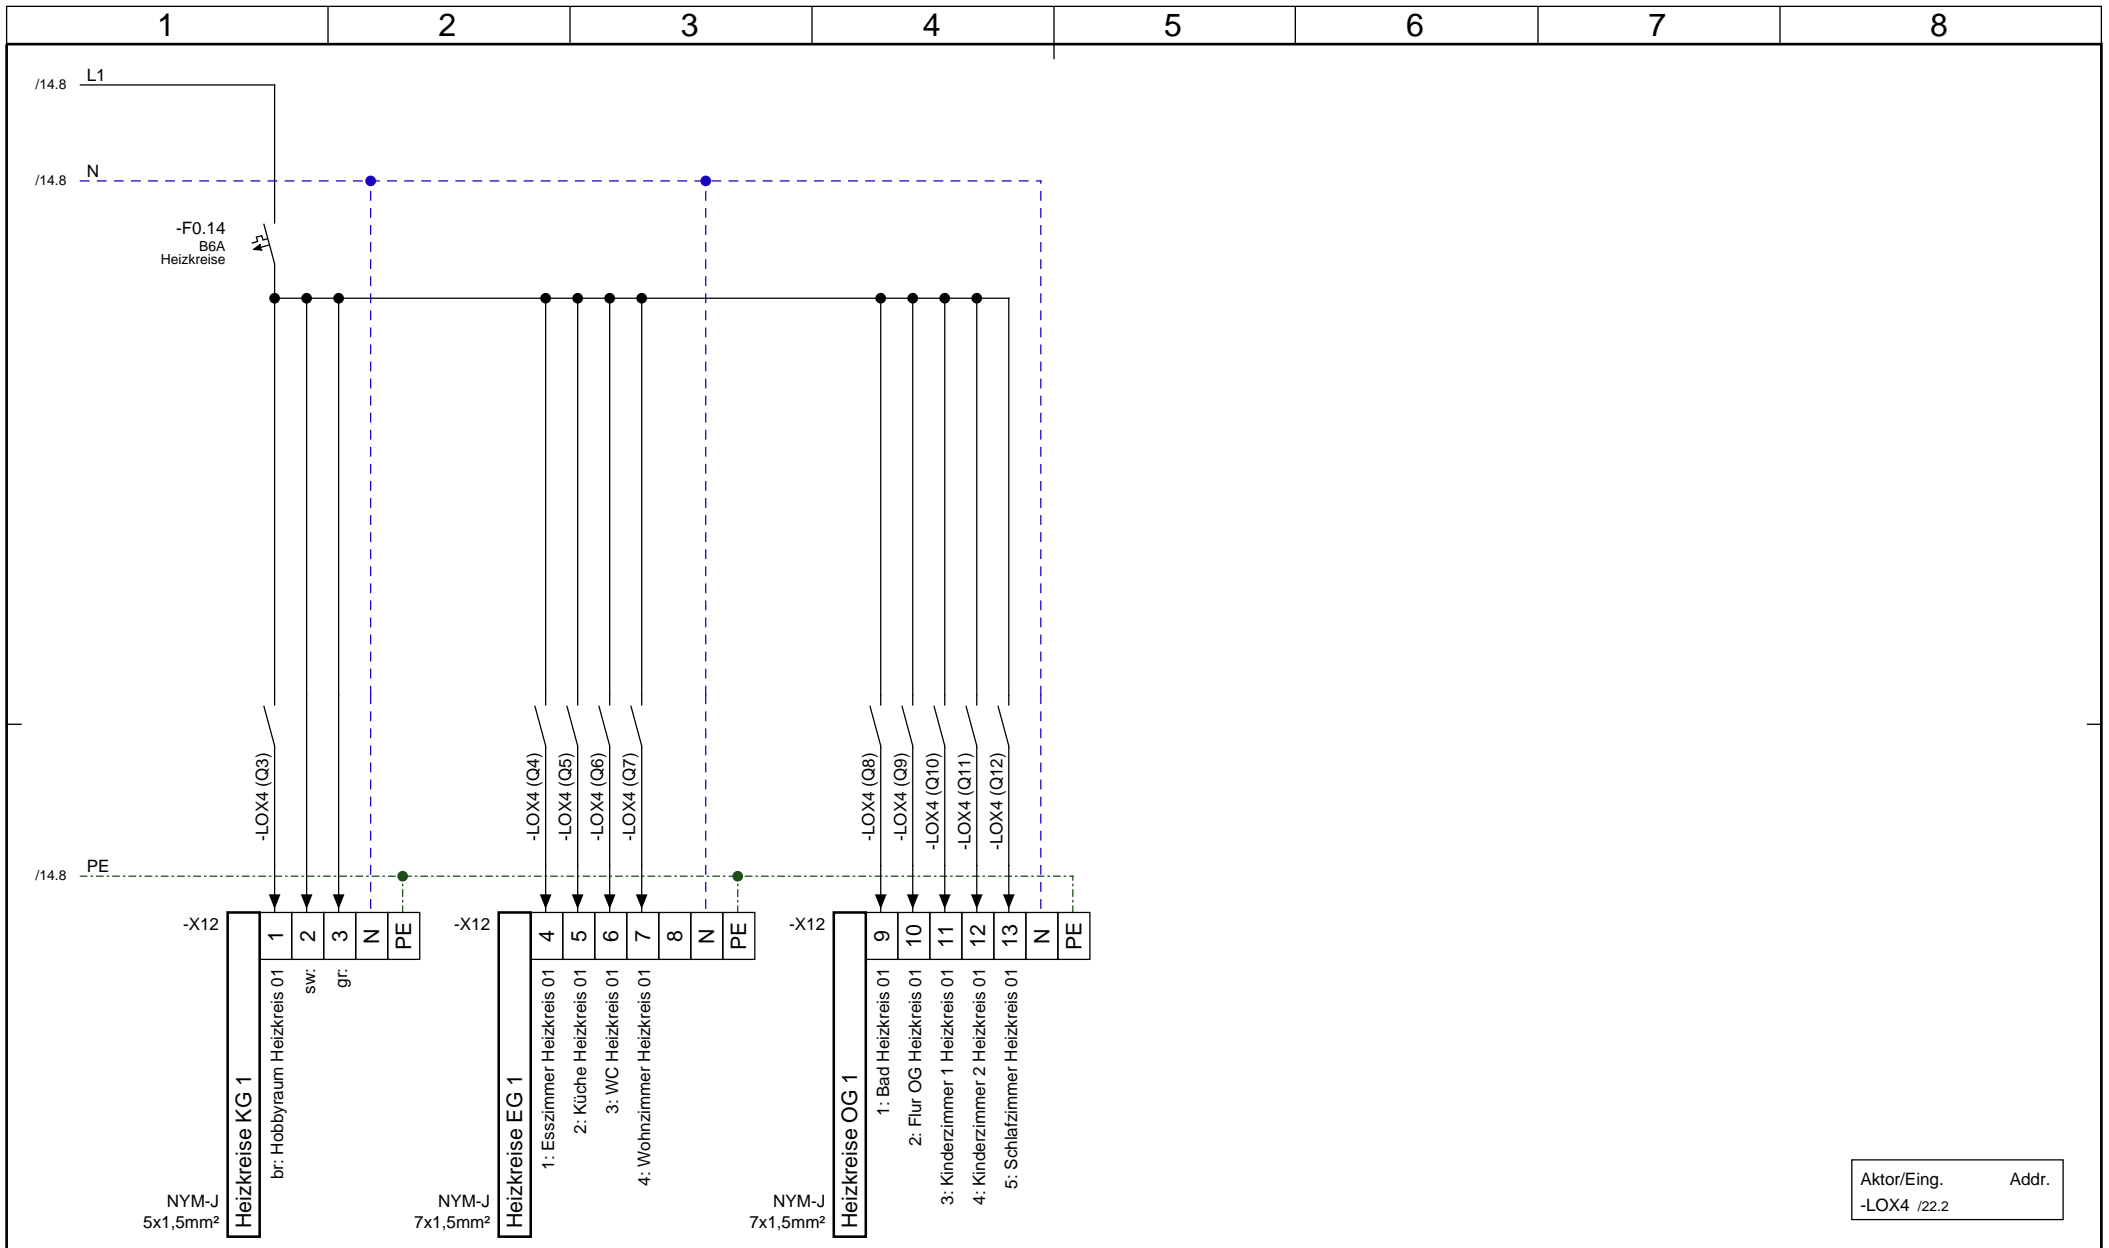 1 2 3 4 5 6 7 8
/14.8 L1
/14.8 N
-F0.14
B6A
Heizkreise
-LOX4 (Q3)
-LOX4 (Q4)
-LOX4 (Q5)
-LOX4 (Q6)
-LOX4 (Q7)
-LOX4 (Q8)
-LOX4 (Q9)
-LOX4 (Q10)
-LOX4 (Q11)
-LOX4 (Q12)
/14.8 PE
-X12
Heizkreise KG 1
1 2 3 N PE
br: Hobbyraum Heizkreis 01
sw:
gr:
NYM-J
5x1,5mm²
-X12
Heizkreise EG 1
4 5 6 7 8 N PE
1: Esszimmer Heizkreis 01
2: Küche Heizkreis 01
3: WC Heizkreis 01
4: Wohnzimmer Heizkreis 01
NYM-J
7x1,5mm²
-X12
Heizkreise OG 1
9 10 11 12 13 N PE
1: Bad Heizkreis 01
2: Flur OG Heizkreis 01
3: Kinderzimmer 1 Heizkreis 01
4: Kinderzimmer 2 Heizkreis 01
5: Schlafzimmer Heizkreis 01
NYM-J
7x1,5mm²
Aktor/Eing. Addr.
-LOX4 /22.2